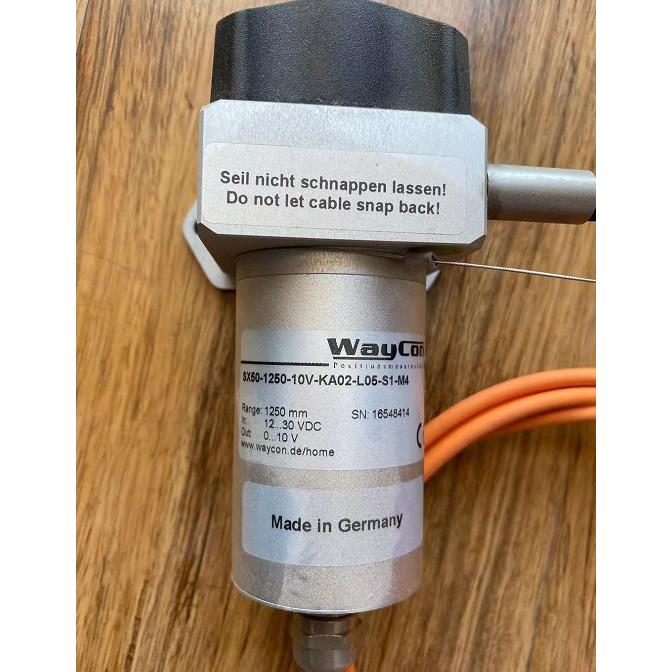 Seil nicht schnappen lassen!
Do not let cable snap back!
WayCon
SX50-1250-10V-KA02-L05-S1-M4
Range: 1250 mm SN: 16548414
In: 12...30 VDC
Out: 0...10 V
www.waycon.de/home
Made in Germany